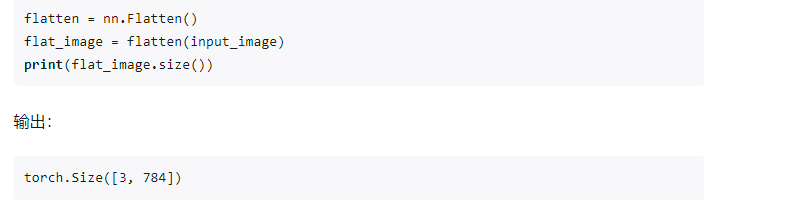 flatten = nn.Flatten()
flat_image = flatten(input_image)
print(flat_image.size())
输出：
torch.Size([3, 784])